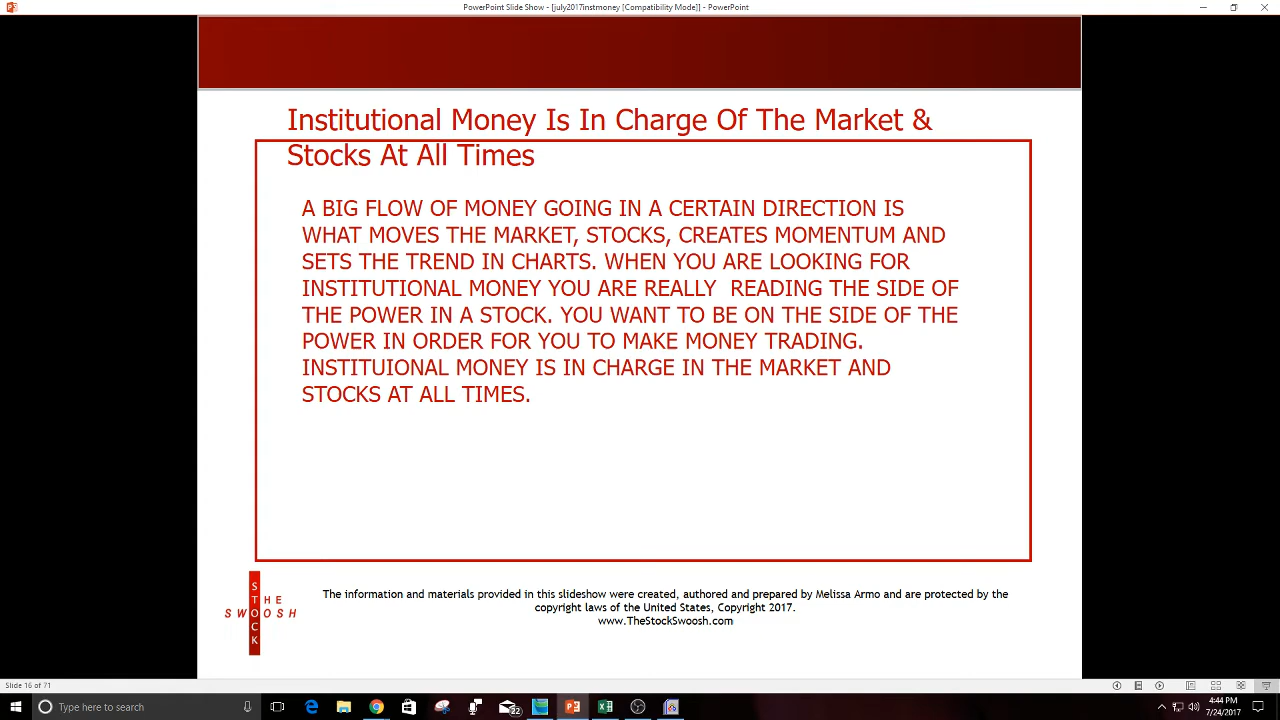 PowerPoint Slide Show - [july2017instmoney [Compatibility Mode]] - PowerPoint
Institutional Money Is In Charge Of The Market &
Stocks At All Times
A BIG FLOW OF MONEY GOING IN A CERTAIN DIRECTION IS
WHAT MOVES THE MARKET, STOCKS, CREATES MOMENTUM AND
SETS THE TREND IN CHARTS. WHEN YOU ARE LOOKING FOR
INSTITUTIONAL MONEY YOU ARE REALLY  READING THE SIDE OF
THE POWER IN A STOCK. YOU WANT TO BE ON THE SIDE OF THE
POWER IN ORDER FOR YOU TO MAKE MONEY TRADING.
INSTITUIONAL MONEY IS IN CHARGE IN THE MARKET AND
STOCKS AT ALL TIMES.
THE
STOCK
SWOOSH
The information and materials provided in this slideshow were created, authored and prepared by Melissa Armo and are protected by the
copyright laws of the United States, Copyright 2017.
www.TheStockSwoosh.com
Slide 16 of 71
Type here to search
22
4:44 PM
7/24/2017